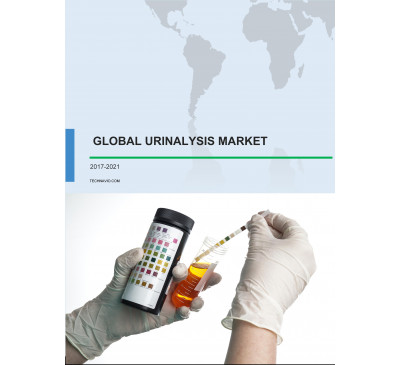 GLOBAL URINALYSIS MARKET
2017-2021
TECHNAVIO.COM